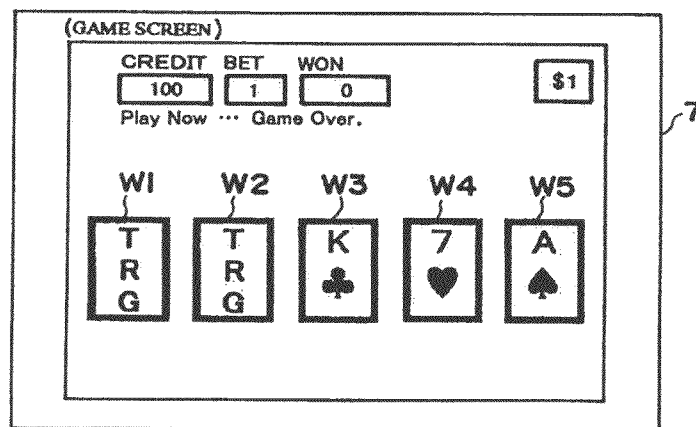 (GAME SCREEN)
CREDIT BET WON
100 1 0 $1
Play Now ··· Game Over.
7
W1 W2 W3 W4 W5
T T K 7 A
R R
G G